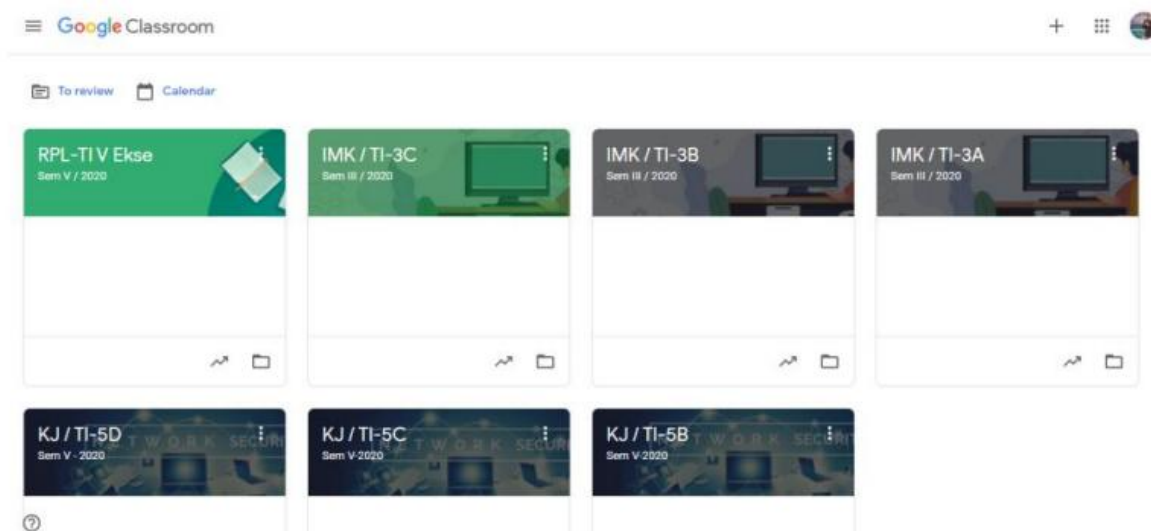 Google Classroom
To review
Calendar
RPL-TI V Ekse
Sem V / 2020
IMK / TI-3C
Sem III / 2020
IMK / TI-3B
Sem III / 2020
IMK / TI-3A
Sem III / 2020
KJ / TI-5D
Sem V - 2020
KJ / TI-5C
Sem V-2020
KJ / TI-5B
Sem V-2020